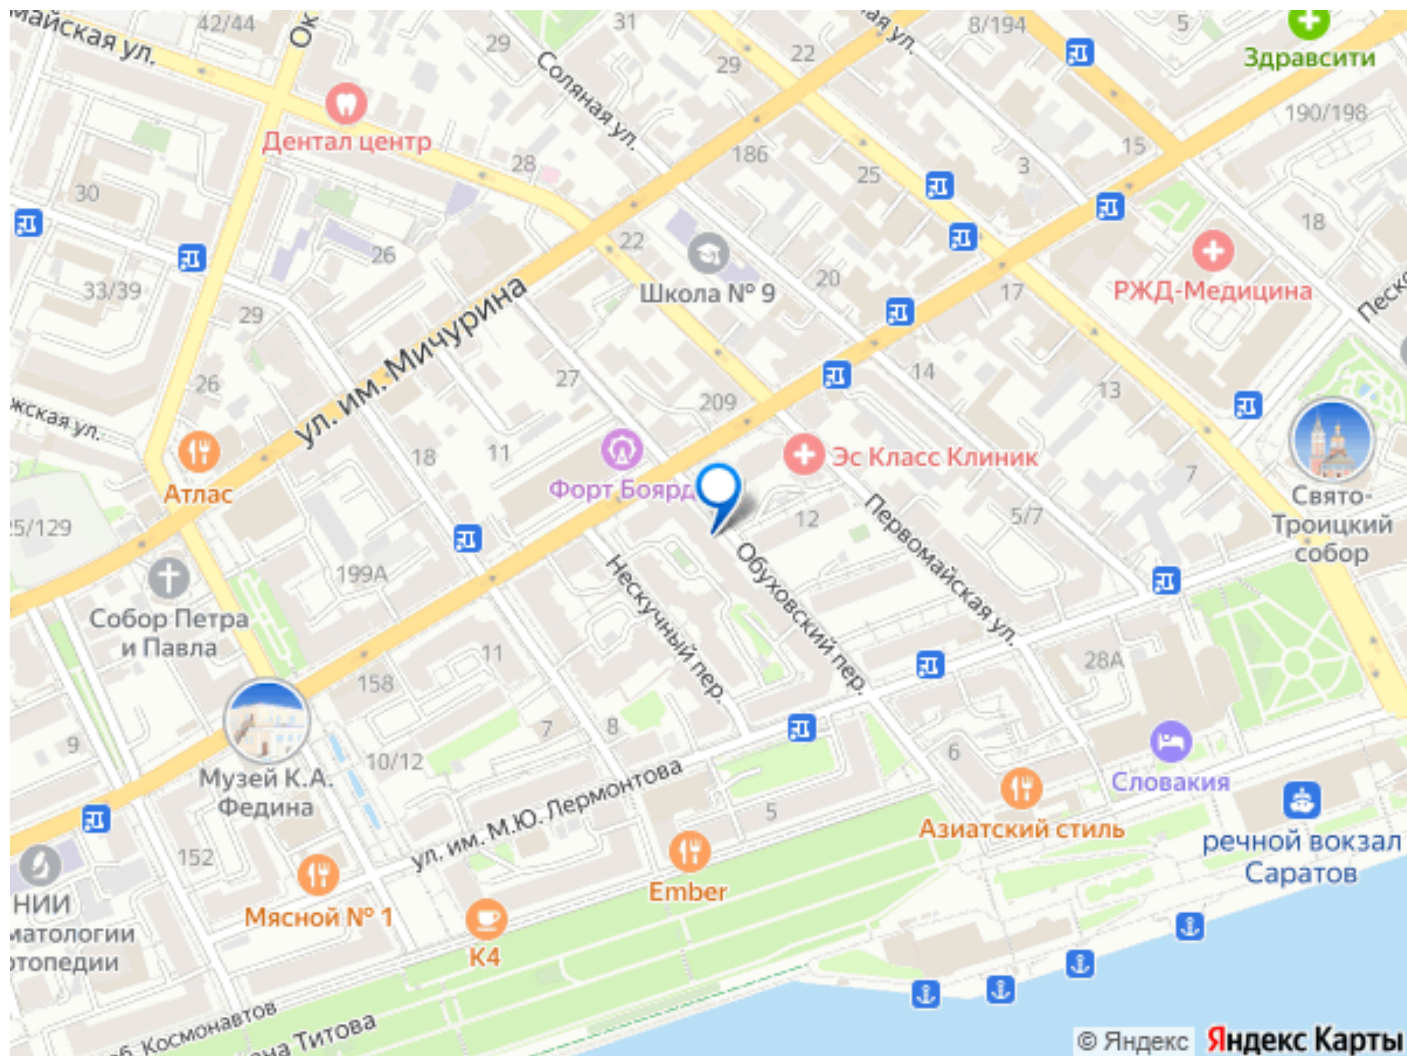 42/44
31
8/194
5
майская ул.
Ок
29
22
ная ул.
Здравсити
Соляная ул.
29
190/198
Дентал центр
28
186
25
3
15
30
26
22
Школа № 9
20
18
33/39
29
17
РЖД-Медицина
Песко
ул. им. Мичурина
26
27
209
14
13
жская ул.
18
11
Форт Боярд
Эс Класс Клиник
7
Атлас
Свято-
Троицкий
собор
25/129
12
5/7
Первомайская ул.
Обуховский пер.
Нескучный пер.
199А
Собор Петра
и Павла
11
158
28А
9
7
8
10/12
6
Музей К.А.
Федина
Словакия
ул. им. М.Ю. Лермонтова
5
Азиатский стиль
речной вокзал
Саратов
152
НИИ
матологии
ртопедии
Мясной № 1
Ember
К4
аб. Космонавтов
ана Титова
© Яндекс Яндекс Карты